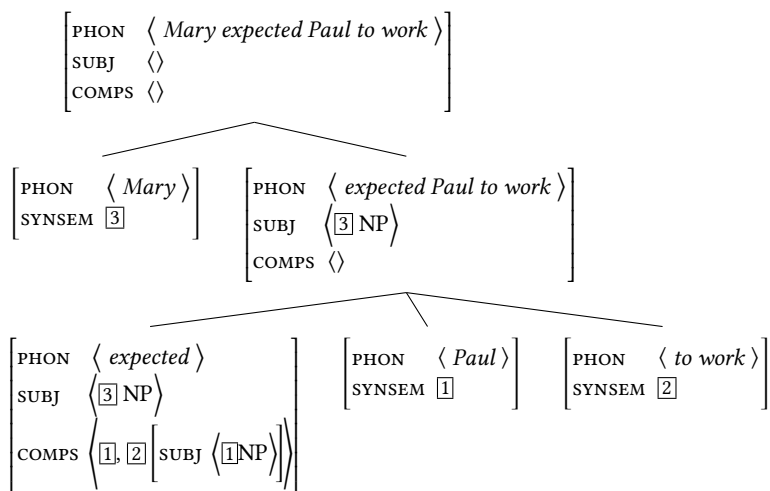 PHON ⟨ Mary expected Paul to work ⟩
SUBJ ⟨⟩
COMPS ⟨⟩
PHON ⟨ Mary ⟩
SYNSEM 3
PHON ⟨ expected Paul to work ⟩
SUBJ ⟨ 3 NP ⟩
COMPS ⟨⟩
PHON ⟨ expected ⟩
SUBJ ⟨ 3 NP ⟩
COMPS ⟨ 1, 2 [ SUBJ ⟨ 1 NP ⟩ ] ⟩
PHON ⟨ Paul ⟩
SYNSEM 1
PHON ⟨ to work ⟩
SYNSEM 2